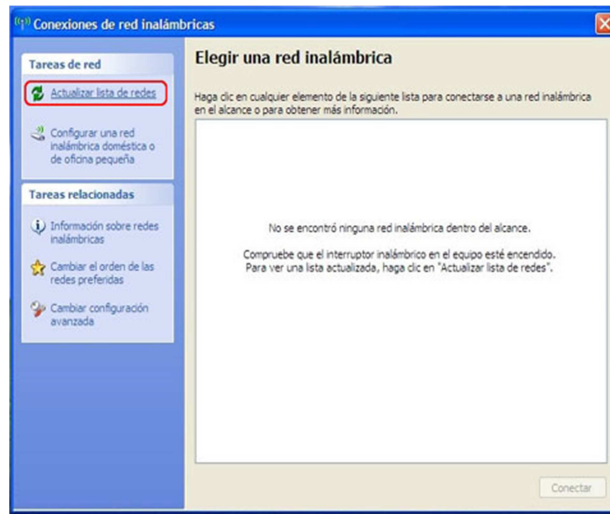 Conexiones de red inalámbricas
Tareas de red
Actualizar lista de redes
Configurar una red
inalámbrica doméstica o
de oficina pequeña
Tareas relacionadas
Información sobre redes
inalámbricas
Cambiar el orden de las
redes preferidas
Cambiar configuración
avanzada
Elegir una red inalámbrica
Haga clic en cualquier elemento de la siguiente lista para conectarse a una red inalámbrica
en el alcance o para obtener más información.
No se encontró ninguna red inalámbrica dentro del alcance.
Compruebe que el interruptor inalámbrico en el equipo esté encendido.
Para ver una lista actualizada, haga clic en "Actualizar lista de redes".
Conectar